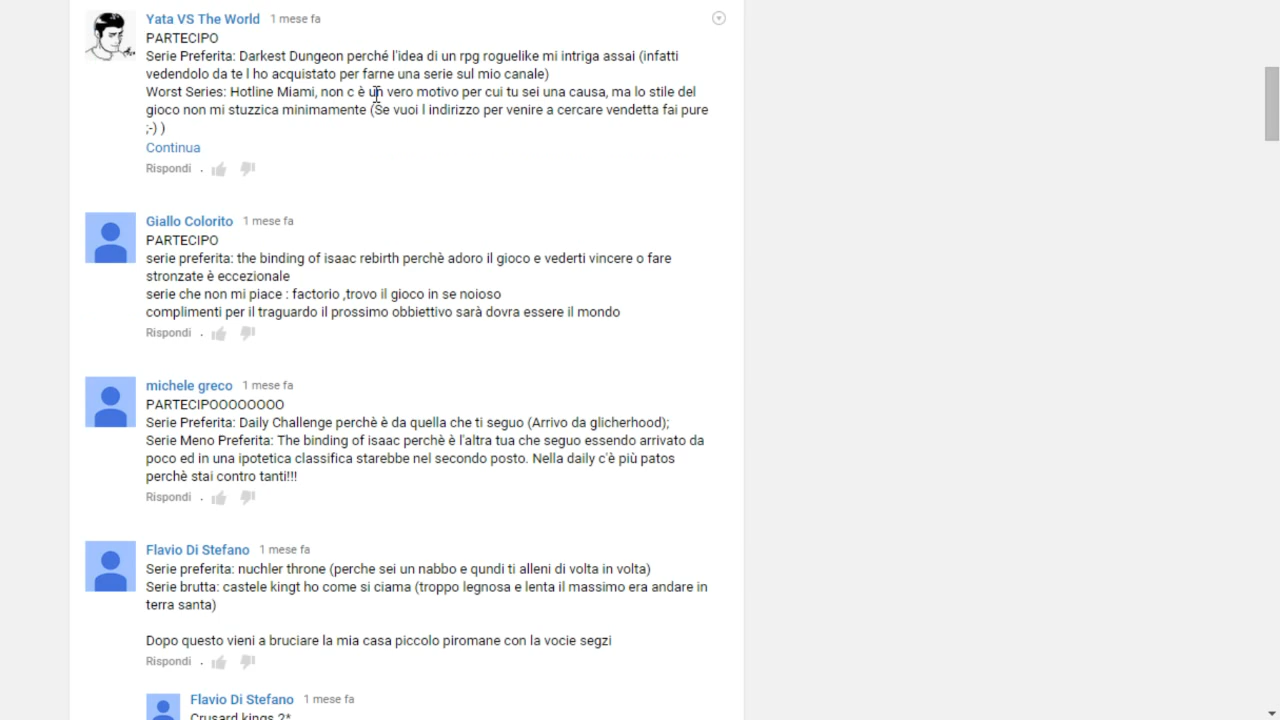 Yata VS The World 1 mese fa
PARTECIPO
Serie Preferita: Darkest Dungeon perché l'idea di un rpg roguelike mi intriga assai (infatti
vedendolo da te l ho acquistato per farne una serie sul mio canale)
Worst Series: Hotline Miami, non c è un vero motivo per cui tu sei una causa, ma lo stile del
gioco non mi stuzzica minimamente (Se vuoi l indirizzo per venire a cercare vendetta fai pure
;-) )
Continua
Rispondi .
Giallo Colorito 1 mese fa
PARTECIPO
serie preferita: the binding of isaac rebirth perchè adoro il gioco e vederti vincere o fare
stronzate è eccezionale
serie che non mi piace : factorio ,trovo il gioco in se noioso
complimenti per il traguardo il prossimo obbiettivo sarà dovra essere il mondo
Rispondi .
michele greco 1 mese fa
PARTECIPOOOOOOOO
Serie Preferita: Daily Challenge perchè è da quella che ti seguo (Arrivo da glicherhood);
Serie Meno Preferita: The binding of isaac perchè è l'altra tua che seguo essendo arrivato da
poco ed in una ipotetica classifica starebbe nel secondo posto. Nella daily c'è più patos
perchè stai contro tanti!!!
Rispondi .
Flavio Di Stefano 1 mese fa
Serie preferita: nuchler throne (perche sei un nabbo e qundi ti alleni di volta in volta)
Serie brutta: castele kingt ho come si ciama (troppo legnosa e lenta il massimo era andare in
terra santa)
Dopo questo vieni a bruciare la mia casa piccolo piromane con la vocie segzi
Rispondi .
Flavio Di Stefano 1 mese fa
Crusard kings 2*